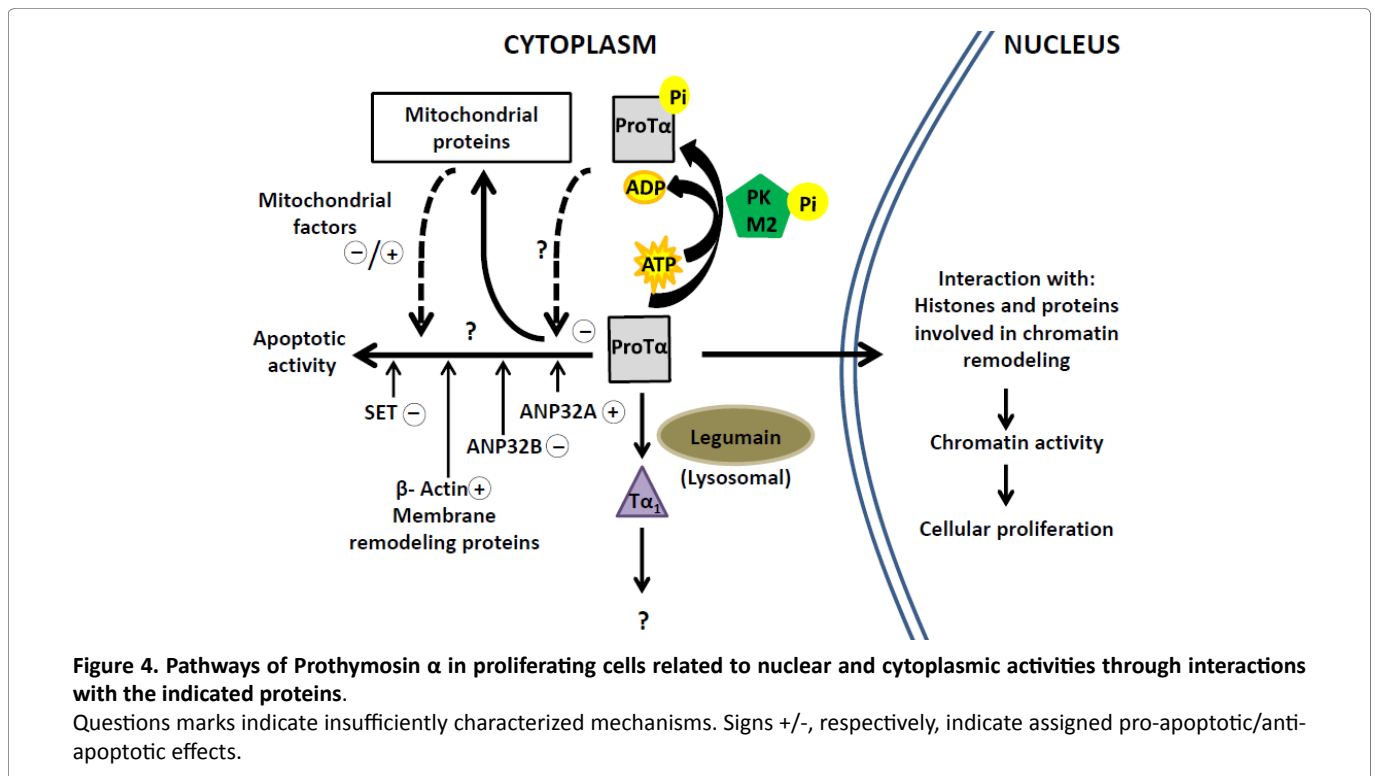 CYTOPLASM
NUCLEUS
Mitochondrial
proteins
Pi
ProTα
ADP
PK
M2
Pi
ATP
Mitochondrial
factors
−/+
?
?
−
Apoptotic
activity
ProTα
SET −
ANP32A +
ANP32B −
β- Actin+
Membrane
remodeling proteins
Legumain
(Lysosomal)
Tα₁
?
Interaction with:
Histones and proteins
involved in chromatin
remodeling
Chromatin activity
Cellular proliferation
Figure 4. Pathways of Prothymosin α in proliferating cells related to nuclear and cytoplasmic activities through interactions
with the indicated proteins.
Questions marks indicate insufficiently characterized mechanisms. Signs +/-, respectively, indicate assigned pro-apoptotic/anti-
apoptotic effects.